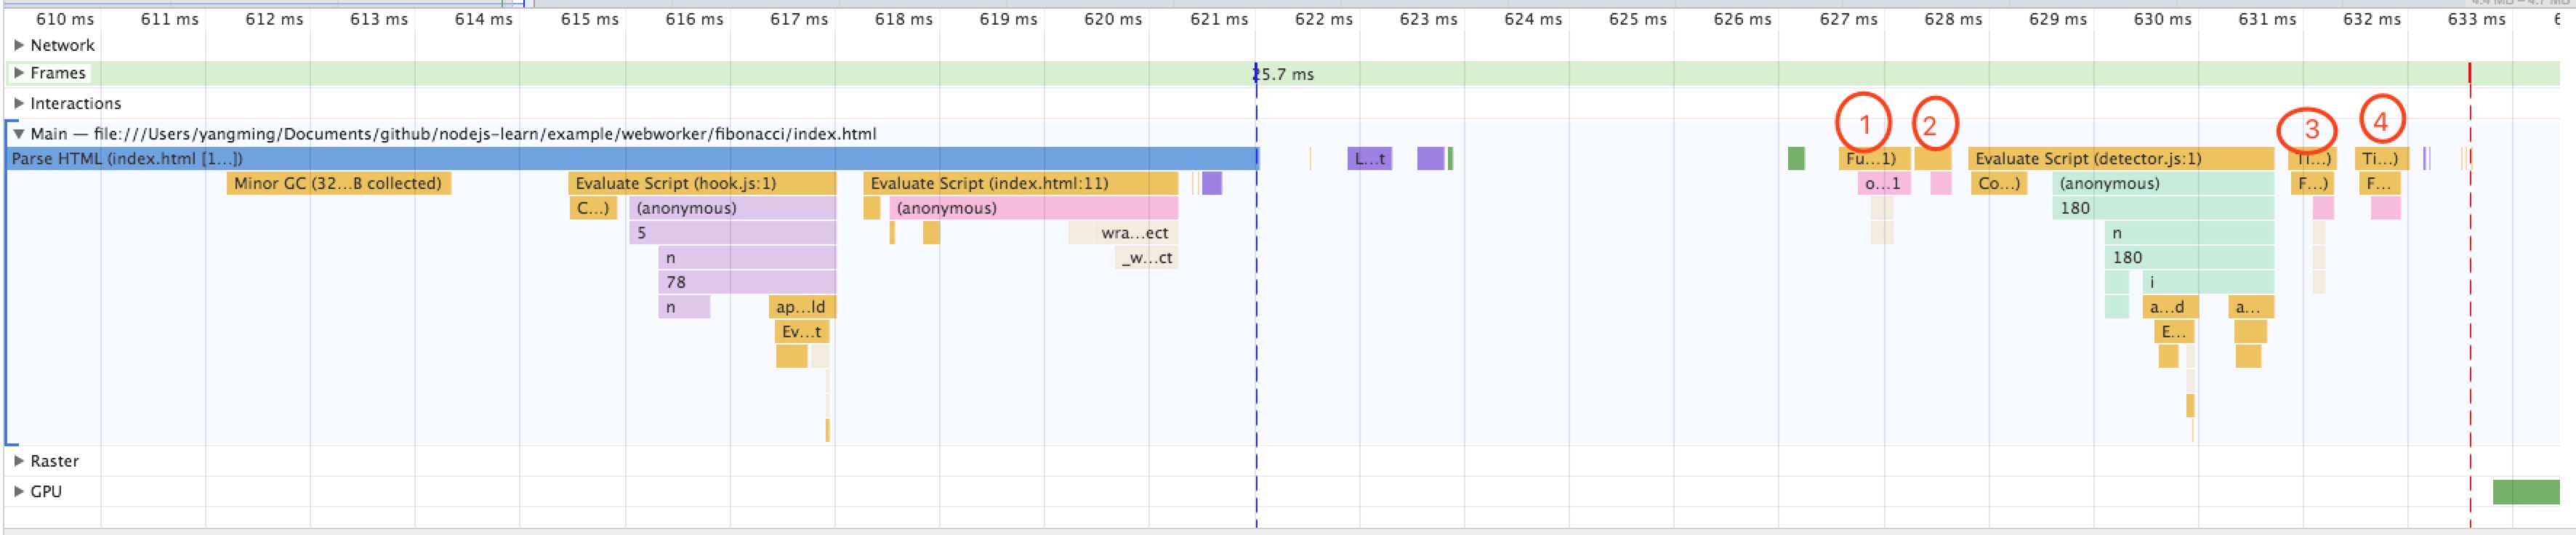 610 ms 611 ms 612 ms 613 ms 614 ms 615 ms 616 ms 617 ms 618 ms 619 ms 620 ms 621 ms 622 ms 623 ms 624 ms 625 ms 626 ms 627 ms 628 ms 629 ms 630 ms 631 ms 632 ms 633 ms 6
Network
Frames 25.7 ms
Interactions
1 2 3 4
Main — file:///Users/yangming/Documents/github/nodejs-learn/example/webworker/fibonacci/index.html
Parse HTML (index.html [1...]) L...t Fu...1) Evaluate Script (detector.js:1) Ti...) Ti...)
Minor GC (32...B collected) Evaluate Script (hook.js:1) Evaluate Script (index.html:11) o...1 Co...) (anonymous) F...) F...
C...) (anonymous) (anonymous) 180
5 wra...ect n
n _w...ct 180
78 i
n ap...ld a...d a...
Ev...t E...
Raster
GPU